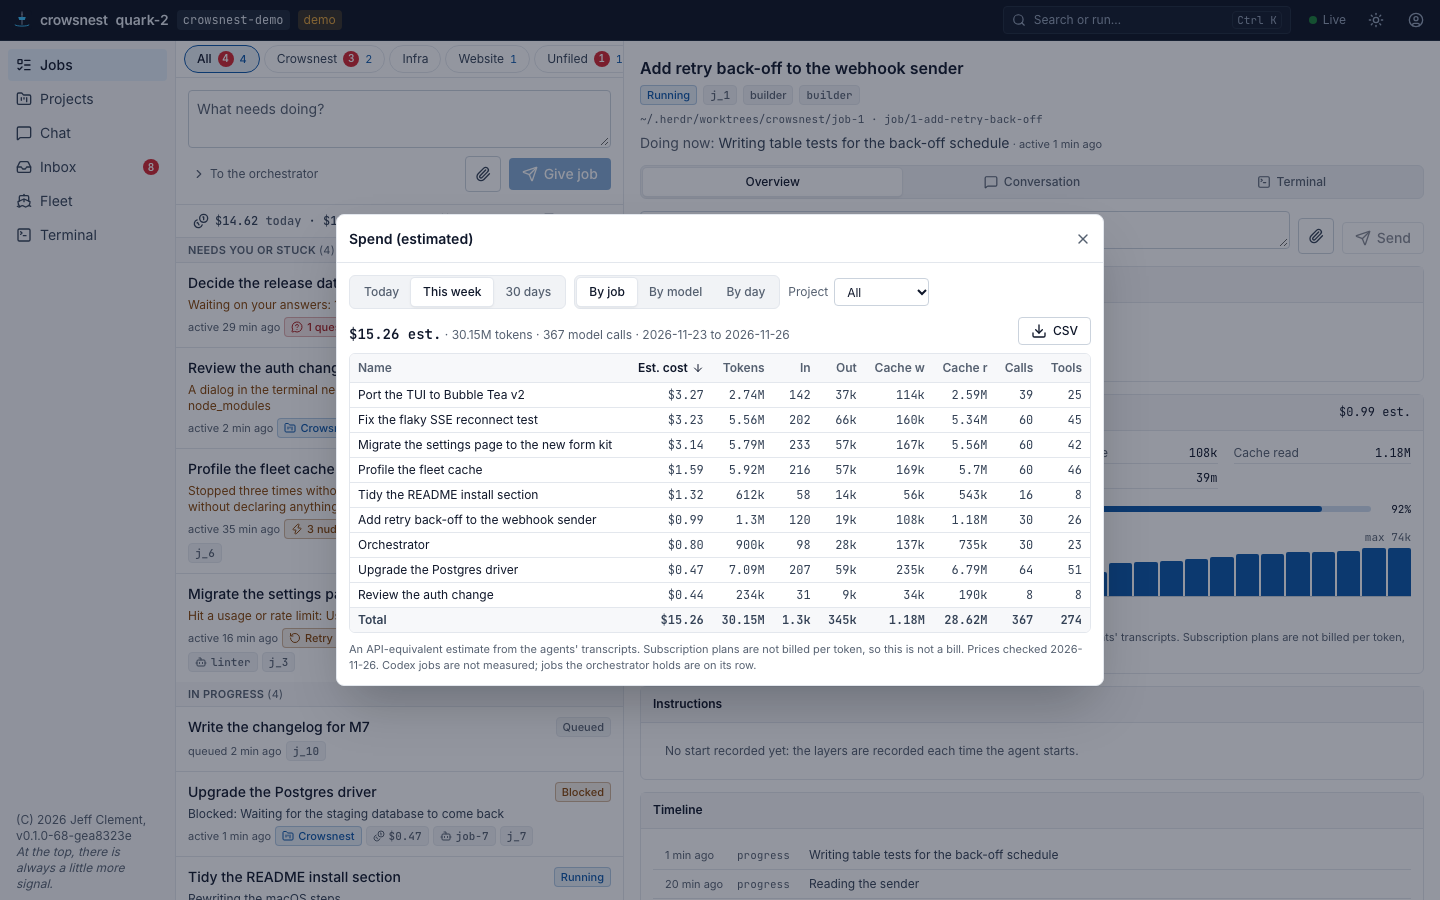 crowsnest quark-2 crowsnest-demo demo
Search or run... Ctrl K
Live
Jobs
Projects
Chat
Inbox 8
Fleet
Terminal
(C) 2026 Jeff Clement,
v0.1.0-68-gea8323e
At the top, there is
always a little more
signal.
All 4 4 Crowsnest 3 2 Infra Website 1 Unfiled 1 1
What needs doing?
To the orchestrator
Give job
$14.62 today · $1
NEEDS YOU OR STUCK (4)
Decide the release dat
Waiting on your answers:
active 29 min ago 1 que
Review the auth chang
A dialog in the terminal ne
node_modules
active 2 min ago Crows
Profile the fleet cache
Stopped three times witho
without declaring anything
active 35 min ago 3 nud
j_6
Migrate the settings p
Hit a usage or rate limit: U
active 16 min ago Retry
linter j_3
IN PROGRESS (4)
Write the changelog for M7 Queued
queued 2 min ago j_10
Upgrade the Postgres driver Blocked
Blocked: Waiting for the staging database to come back
active 1 min ago Crowsnest $0.47 job-7 j_7
Tidy the README install section Running
Rewriting the macOS steps
Add retry back-off to the webhook sender
Running j_1 builder builder
~/.herdr/worktrees/crowsnest/job-1 · job/1-add-retry-back-off
Doing now: Writing table tests for the back-off schedule · active 1 min ago
Overview Conversation Terminal
Send
$0.99 est.
e 108k Cache read 1.18M
39m
92%
max 74k
ts' transcripts. Subscription plans are not billed per token,
Instructions
No start recorded yet: the layers are recorded each time the agent starts.
Timeline
1 min ago progress Writing table tests for the back-off schedule
20 min ago progress Reading the sender
Spend (estimated)
Today This week 30 days By job By model By day Project All
$15.26 est. · 30.15M tokens · 367 model calls · 2026-11-23 to 2026-11-26 CSV
Name Est. cost ↓ Tokens In Out Cache w Cache r Calls Tools
Port the TUI to Bubble Tea v2 $3.27 2.74M 142 37k 114k 2.59M 39 25
Fix the flaky SSE reconnect test $3.23 5.56M 202 66k 160k 5.34M 60 45
Migrate the settings page to the new form kit $3.14 5.79M 233 57k 167k 5.56M 60 42
Profile the fleet cache $1.59 5.92M 216 57k 169k 5.7M 60 46
Tidy the README install section $1.32 612k 58 14k 56k 543k 16 8
Add retry back-off to the webhook sender $0.99 1.3M 120 19k 108k 1.18M 30 26
Orchestrator $0.80 900k 98 28k 137k 735k 30 23
Upgrade the Postgres driver $0.47 7.09M 207 59k 235k 6.79M 64 51
Review the auth change $0.44 234k 31 9k 34k 190k 8 8
Total $15.26 30.15M 1.3k 345k 1.18M 28.62M 367 274
An API-equivalent estimate from the agents' transcripts. Subscription plans are not billed per token, so this is not a bill. Prices checked 2026-
11-26. Codex jobs are not measured; jobs the orchestrator holds are on its row.